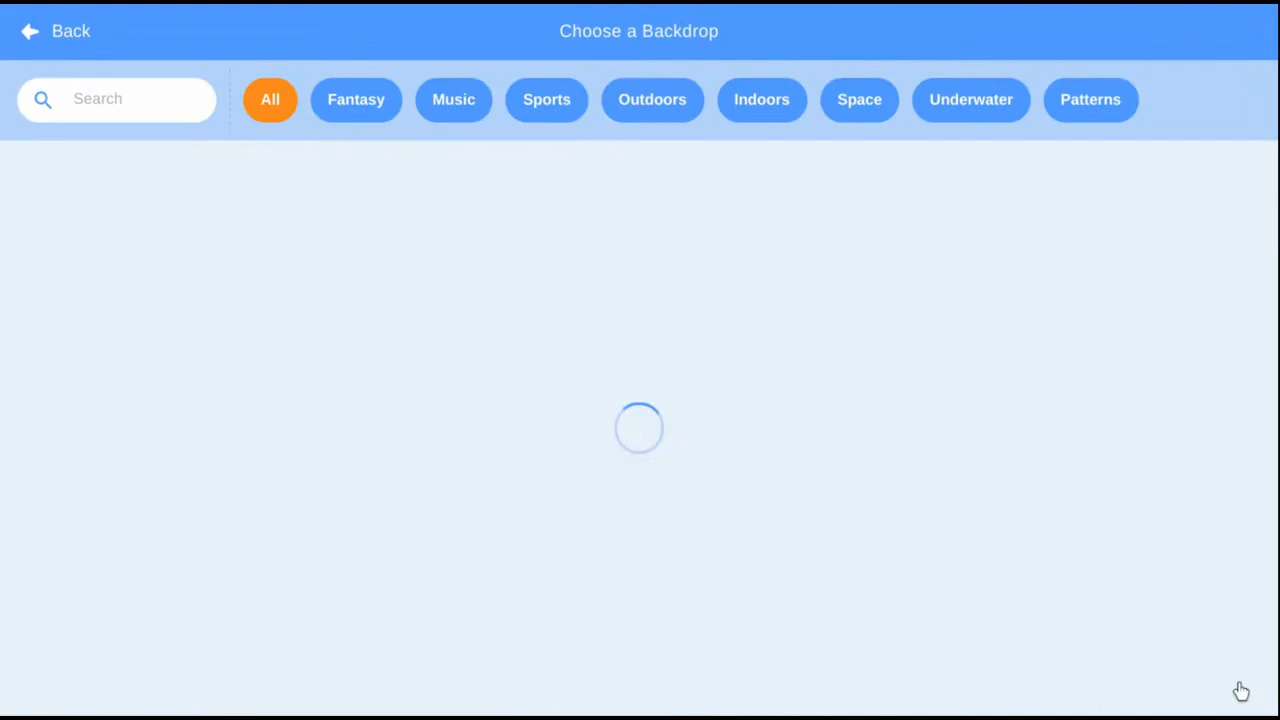 Back
Choose a Backdrop
Search
All
Fantasy
Music
Sports
Outdoors
Indoors
Space
Underwater
Patterns